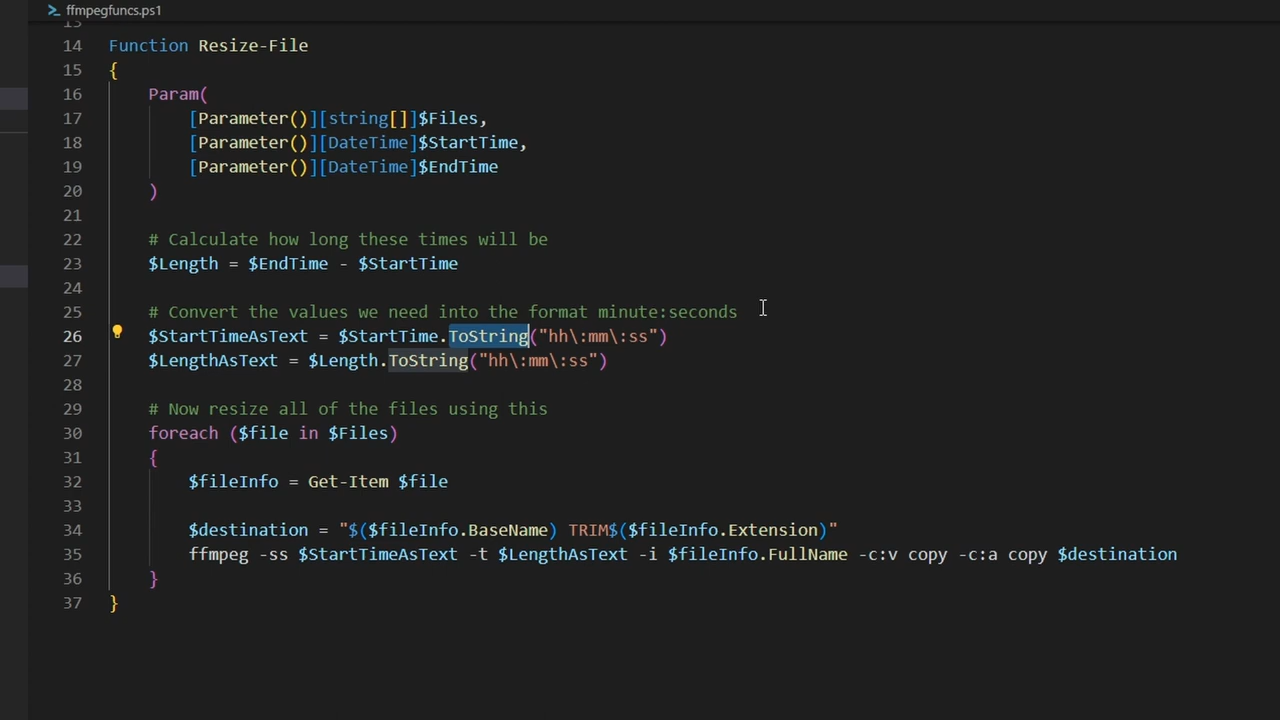 ffmpegfuncs.ps1
13
14 Function Resize-File
15 {
16 Param(
17 [Parameter()][string[]]$Files,
18 [Parameter()][DateTime]$StartTime,
19 [Parameter()][DateTime]$EndTime
20 )
21
22 # Calculate how long these times will be
23 $Length = $EndTime - $StartTime
24
25 # Convert the values we need into the format minute:seconds
26 $StartTimeAsText = $StartTime.ToString("hh\:mm\:ss")
27 $LengthAsText = $Length.ToString("hh\:mm\:ss")
28
29 # Now resize all of the files using this
30 foreach ($file in $Files)
31 {
32 $fileInfo = Get-Item $file
33
34 $destination = "$($fileInfo.BaseName) TRIM$($fileInfo.Extension)"
35 ffmpeg -ss $StartTimeAsText -t $LengthAsText -i $fileInfo.FullName -c:v copy -c:a copy $destination
36 }
37 }